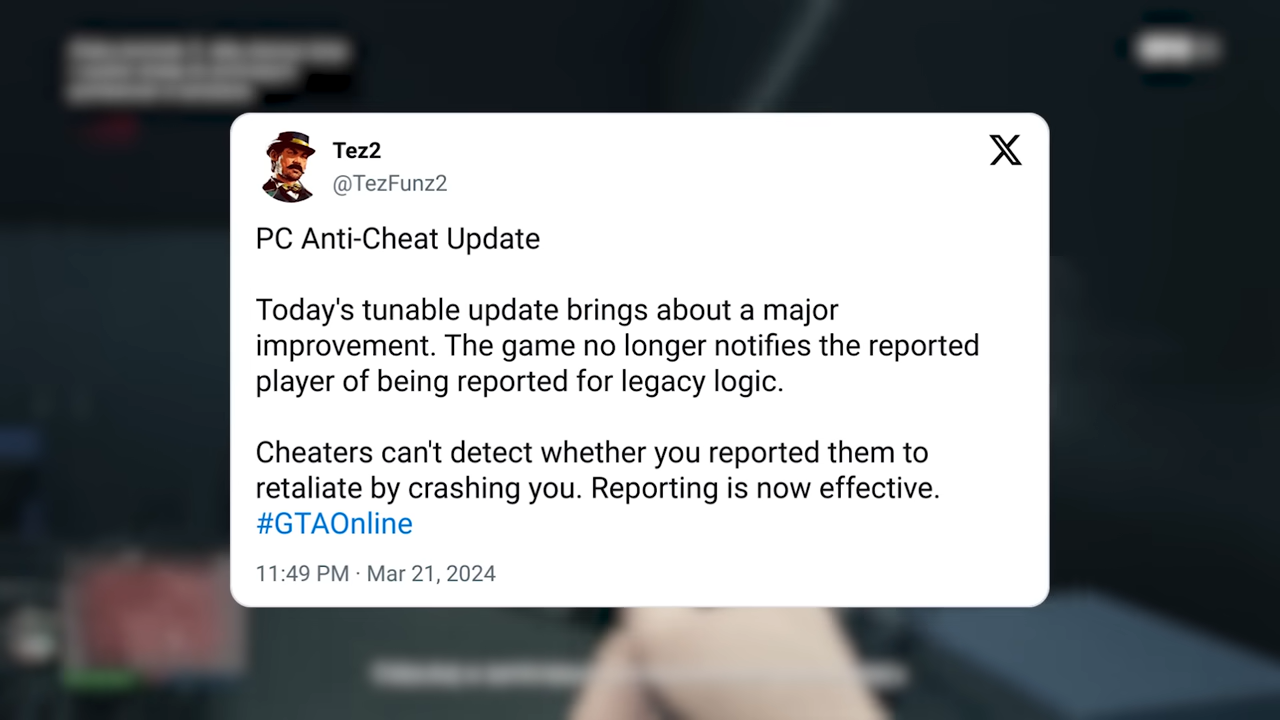 Tez2
@TezFunz2
PC Anti-Cheat Update
Today's tunable update brings about a major
improvement. The game no longer notifies the reported
player of being reported for legacy logic.
Cheaters can't detect whether you reported them to
retaliate by crashing you. Reporting is now effective.
#GTAOnline
11:49 PM · Mar 21, 2024